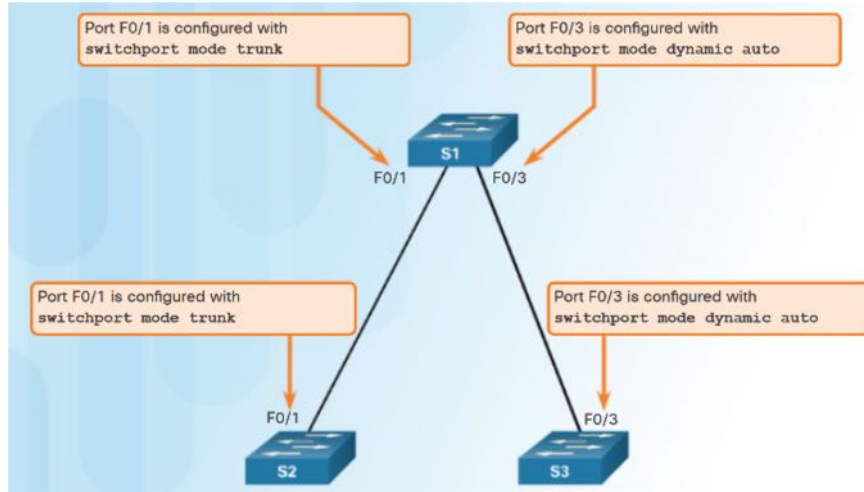 Port F0/1 is configured with
switchport mode trunk
Port F0/3 is configured with
switchport mode dynamic auto
S1
F0/1
F0/3
Port F0/1 is configured with
switchport mode trunk
Port F0/3 is configured with
switchport mode dynamic auto
F0/1
F0/3
S2
S3